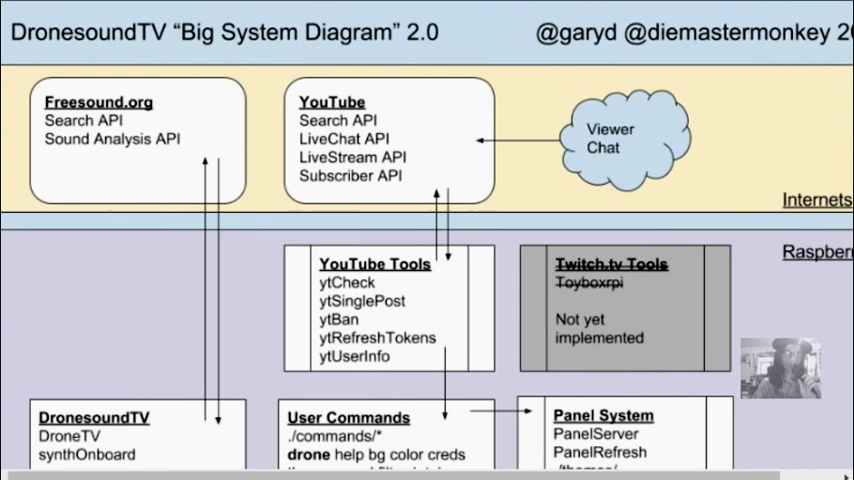 DronesoundTV “Big System Diagram” 2.0
@garyd @diemastermonkey 20
Freesound.org
Search API
Sound Analysis API
YouTube
Search API
LiveChat API
LiveStream API
Subscriber API
Viewer
Chat
Internets
Raspberr
YouTube Tools
ytCheck
ytSinglePost
ytBan
ytRefreshTokens
ytUserInfo
Twitch.tv Tools
Toyboxrpi
Not yet
implemented
DronesoundTV
DroneTV
synthOnboard
User Commands
./commands/*
drone help bg color creds
Panel System
PanelServer
PanelRefresh